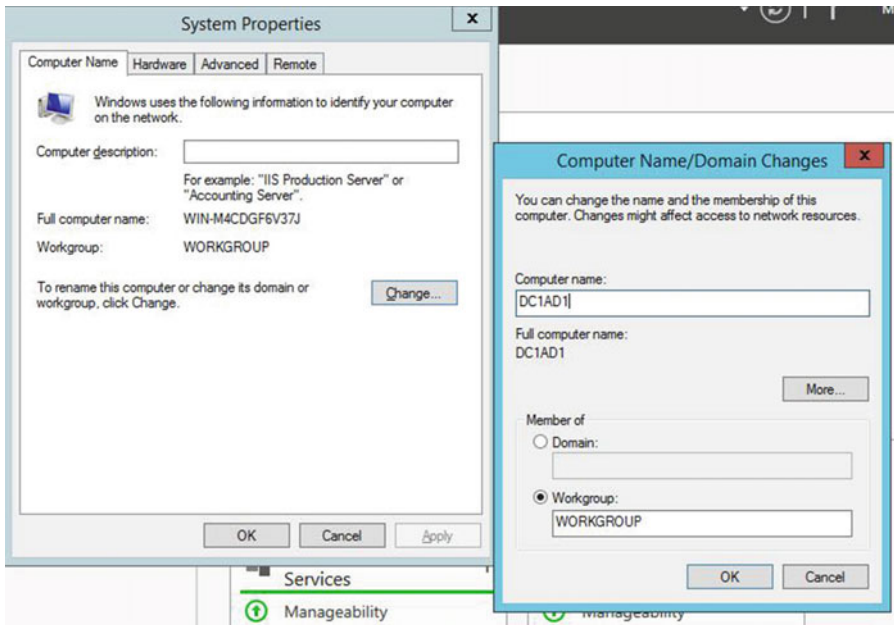 System Properties
x
Computer Name
Hardware
Advanced
Remote
Windows uses the following information to identify your computer
on the network.
Computer description:
For example: "IIS Production Server" or
"Accounting Server".
Full computer name:
WIN-M4CDGF6V37J
Workgroup:
WORKGROUP
To rename this computer or change its domain or
workgroup, click Change.
Change...
OK
Cancel
Apply
Computer Name/Domain Changes
x
You can change the name and the membership of this
computer. Changes might affect access to network resources.
Computer name:
DC1AD1
Full computer name:
DC1AD1
More...
Member of
Domain:
Workgroup:
WORKGROUP
OK
Cancel
Services
Manageability
Manageability